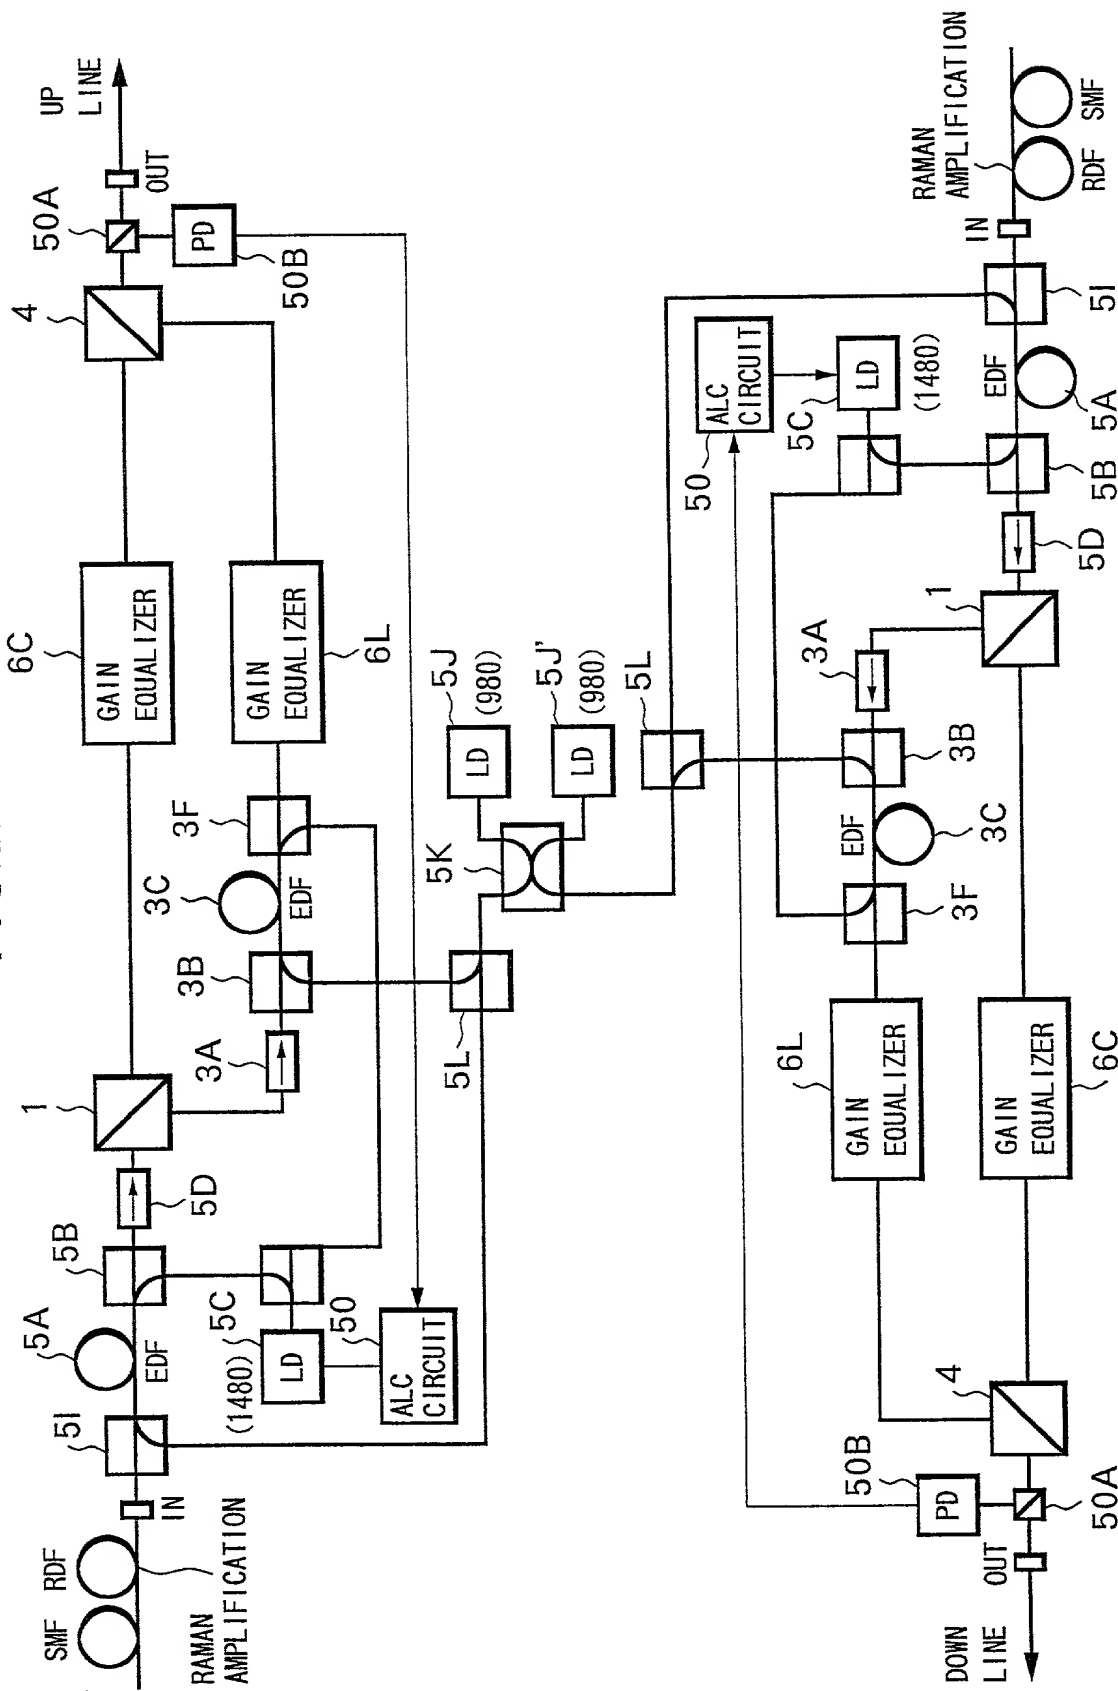 UP
LINE
OUT
50A
PD
50B
4
6C
GAIN
EQUALIZER
GAIN
EQUALIZER
6L
3F
3C
EDF
3B
3A
1
5D
5B
5A
EDF
5I
IN
RDF
SMF
RAMAN
AMPLIFICATION
5C
(1480)
LD
50
ALC
CIRCUIT
5L
5K
LD
5J
(980)
LD
5J'
(980)
5L
RAMAN
AMPLIFICATION
SMF
RDF
IN
5I
EDF
5A
5B
5D
1
ALC
CIRCUIT
50
5C
LD
(1480)
3A
3B
EDF
3C
3F
6L
GAIN
EQUALIZER
GAIN
EQUALIZER
6C
4
50B
PD
50A
OUT
DOWN
LINE